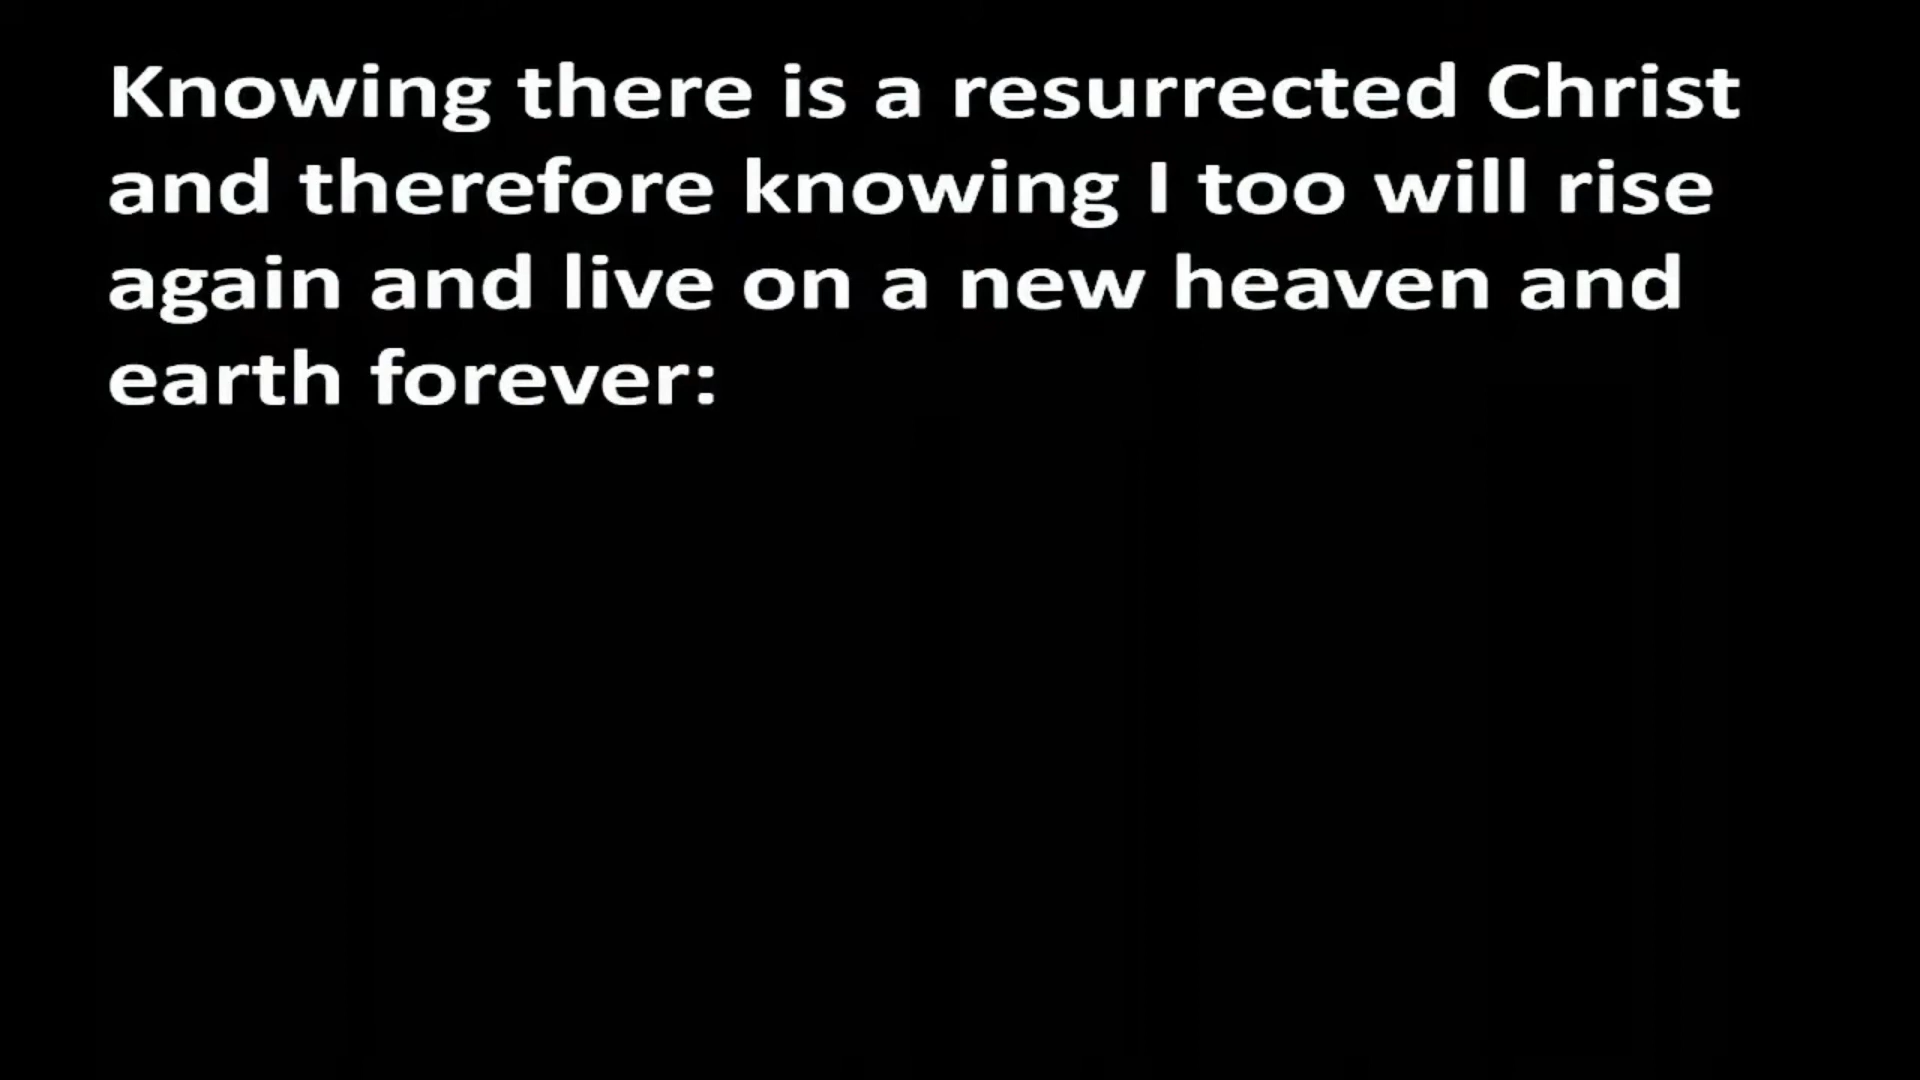 Knowing there is a resurrected Christ
and therefore knowing I too will rise
again and live on a new heaven and
earth forever: